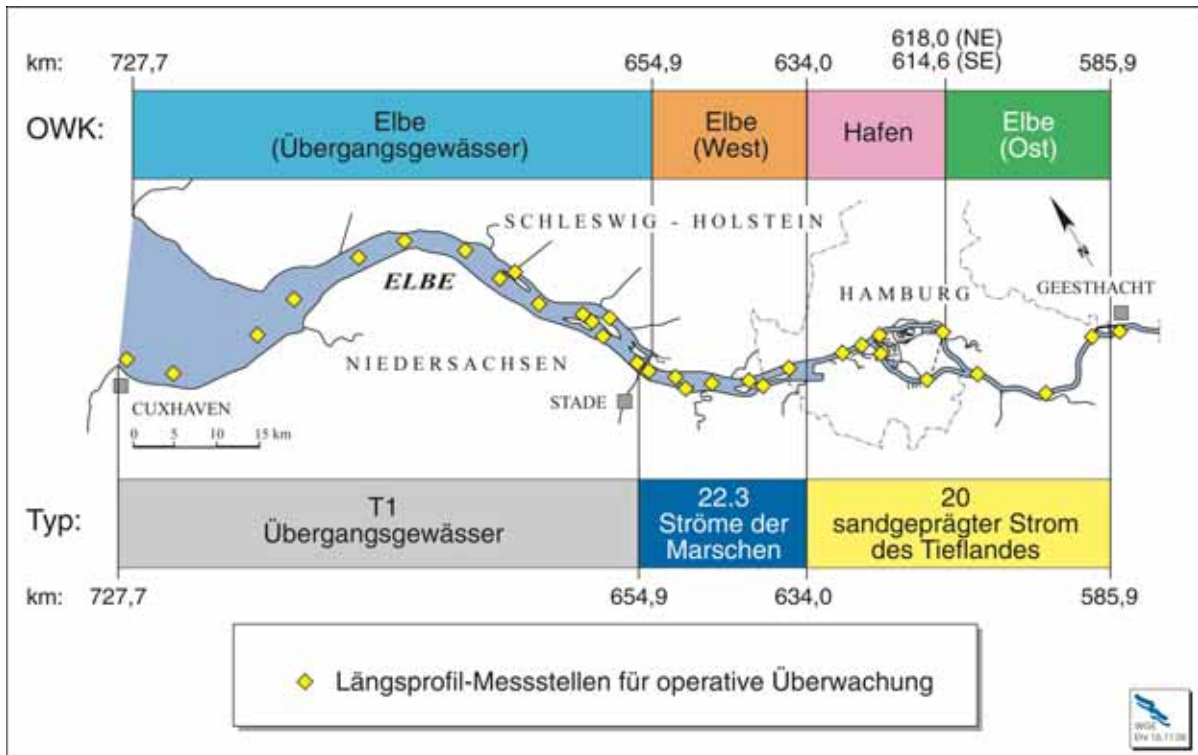 618,0 (NE)
km: 727,7 654,9 634,0 614,6 (SE) 585,9
OWK:
Elbe
(Übergangsgewässer)
Elbe
(West)
Hafen
Elbe
(Ost)
SCHLESWIG - HOLSTEIN
N
ELBE
HAMBURG
GEESTHACHT
NIEDERSACHSEN
CUXHAVEN
STADE
0 5 10 15 km
Typ:
T1
Übergangsgewässer
22.3
Ströme der
Marschen
20
sandgeprägter Strom
des Tieflandes
km: 727,7 654,9 634,0 585,9
Längsprofil-Messstellen für operative Überwachung
WGE